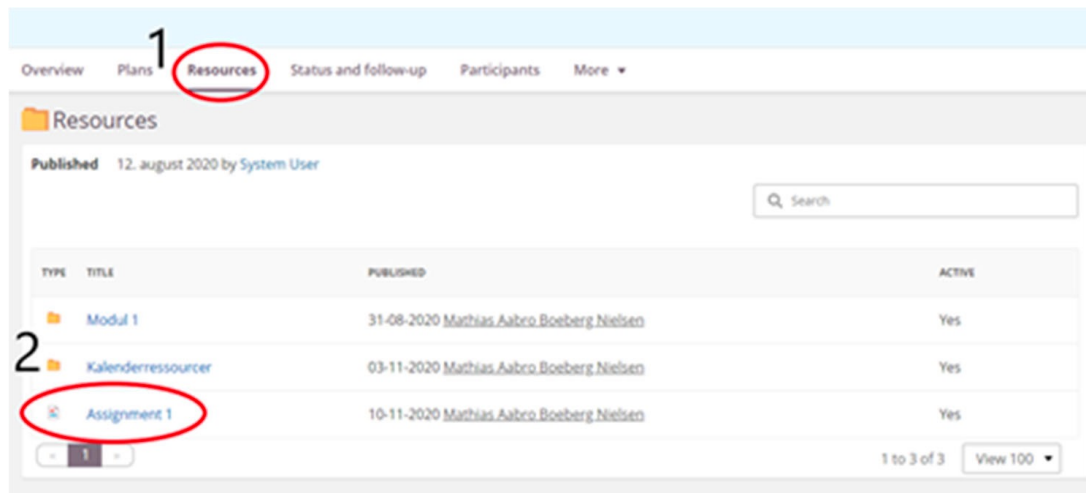 1
Overview Plans Resources Status and follow-up Participants More
Resources
Published 12. august 2020 by System User
Search
TYPE TITLE PUBLISHED ACTIVE
Modul 1 31-08-2020 Mathias Aabro Boeberg Nielsen Yes
2
Kalenderressourcer 03-11-2020 Mathias Aabro Boeberg Nielsen Yes
Assignment 1 10-11-2020 Mathias Aabro Boeberg Nielsen Yes
1 1 to 3 of 3 View 100